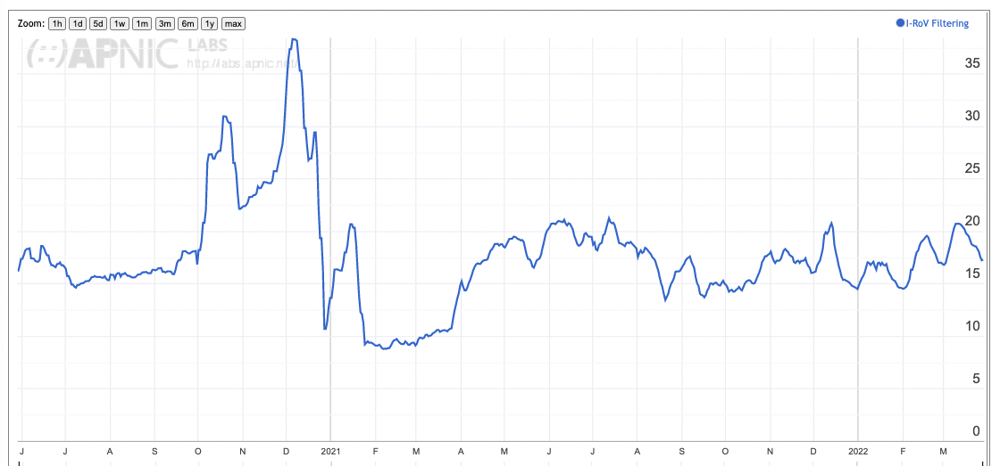 Zoom: 1h 1d 5d 1w 1m 3m 6m 1y max
I-RoV Filtering
(::)APNIC LABS
http://labs.apnic.net
35
30
25
20
15
10
5
0
J J A S O N D 2021 F M A M J J A S O N D 2022 F M